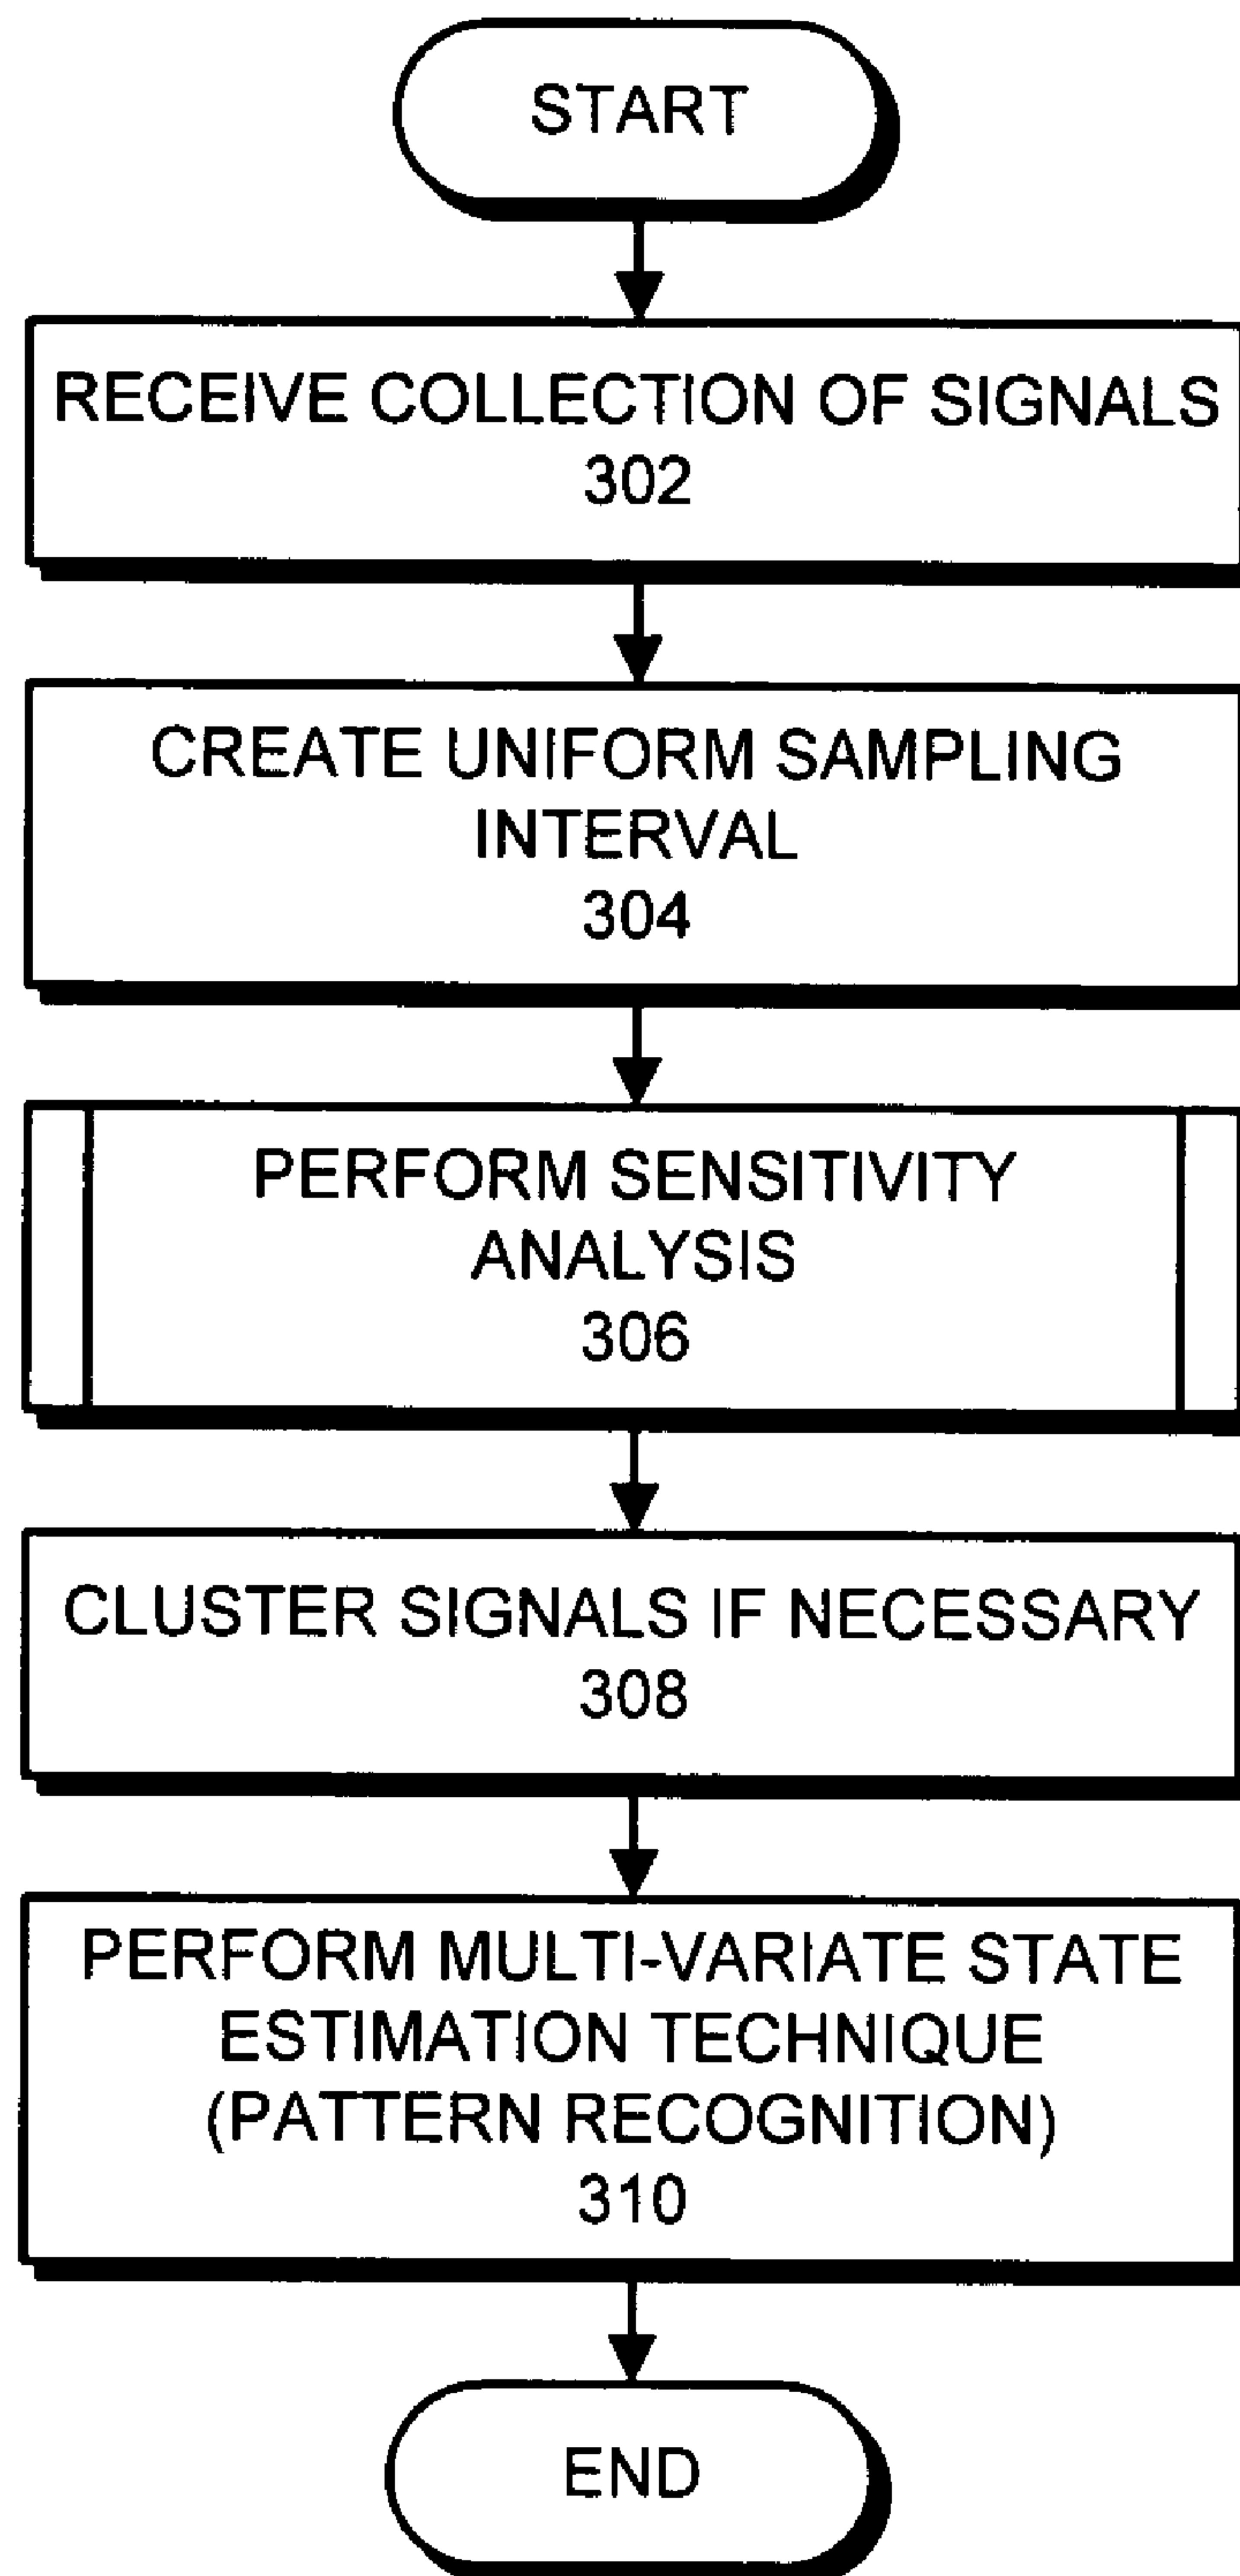 START
RECEIVE COLLECTION OF SIGNALS
302
CREATE UNIFORM SAMPLING
INTERVAL
304
PERFORM SENSITIVITY
ANALYSIS
306
CLUSTER SIGNALS IF NECESSARY
308
PERFORM MULTI-VARIATE STATE
ESTIMATION TECHNIQUE
(PATTERN RECOGNITION)
310
END